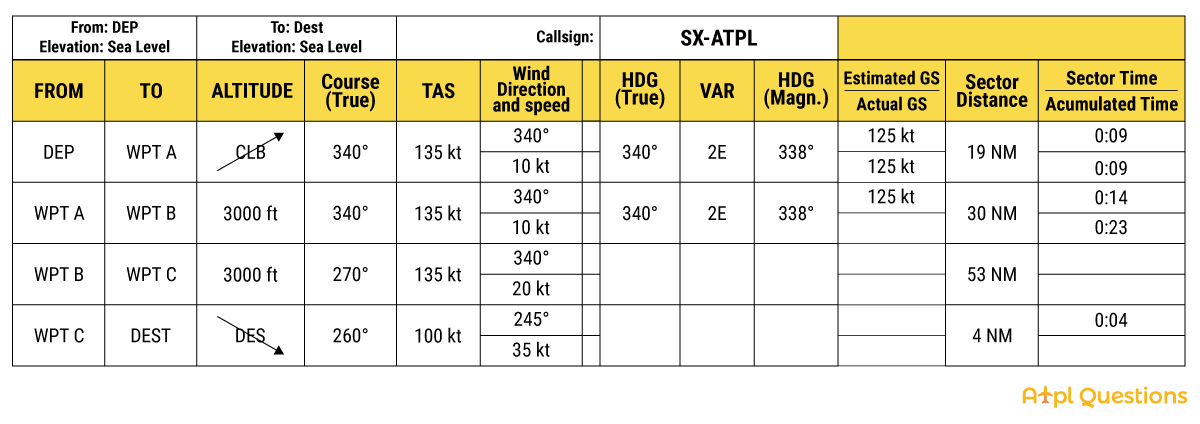 From: DEP
Elevation: Sea Level
To: Dest
Elevation: Sea Level
Callsign:
SX-ATPL
FROM
TO
ALTITUDE
Course
(True)
TAS
Wind
Direction
and speed
HDG
(True)
VAR
HDG
(Magn.)
Estimated GS
Actual GS
Sector
Distance
Sector Time
Acumulated Time
DEP
WPT A
CLB
340°
135 kt
340°
10 kt
340°
2E
338°
125 kt
125 kt
19 NM
0:09
0:09
WPT A
WPT B
3000 ft
340°
135 kt
340°
10 kt
340°
2E
338°
125 kt
30 NM
0:14
0:23
WPT B
WPT C
3000 ft
270°
135 kt
340°
20 kt
53 NM
WPT C
DEST
DES
260°
100 kt
245°
35 kt
4 NM
0:04
Atpl Questions